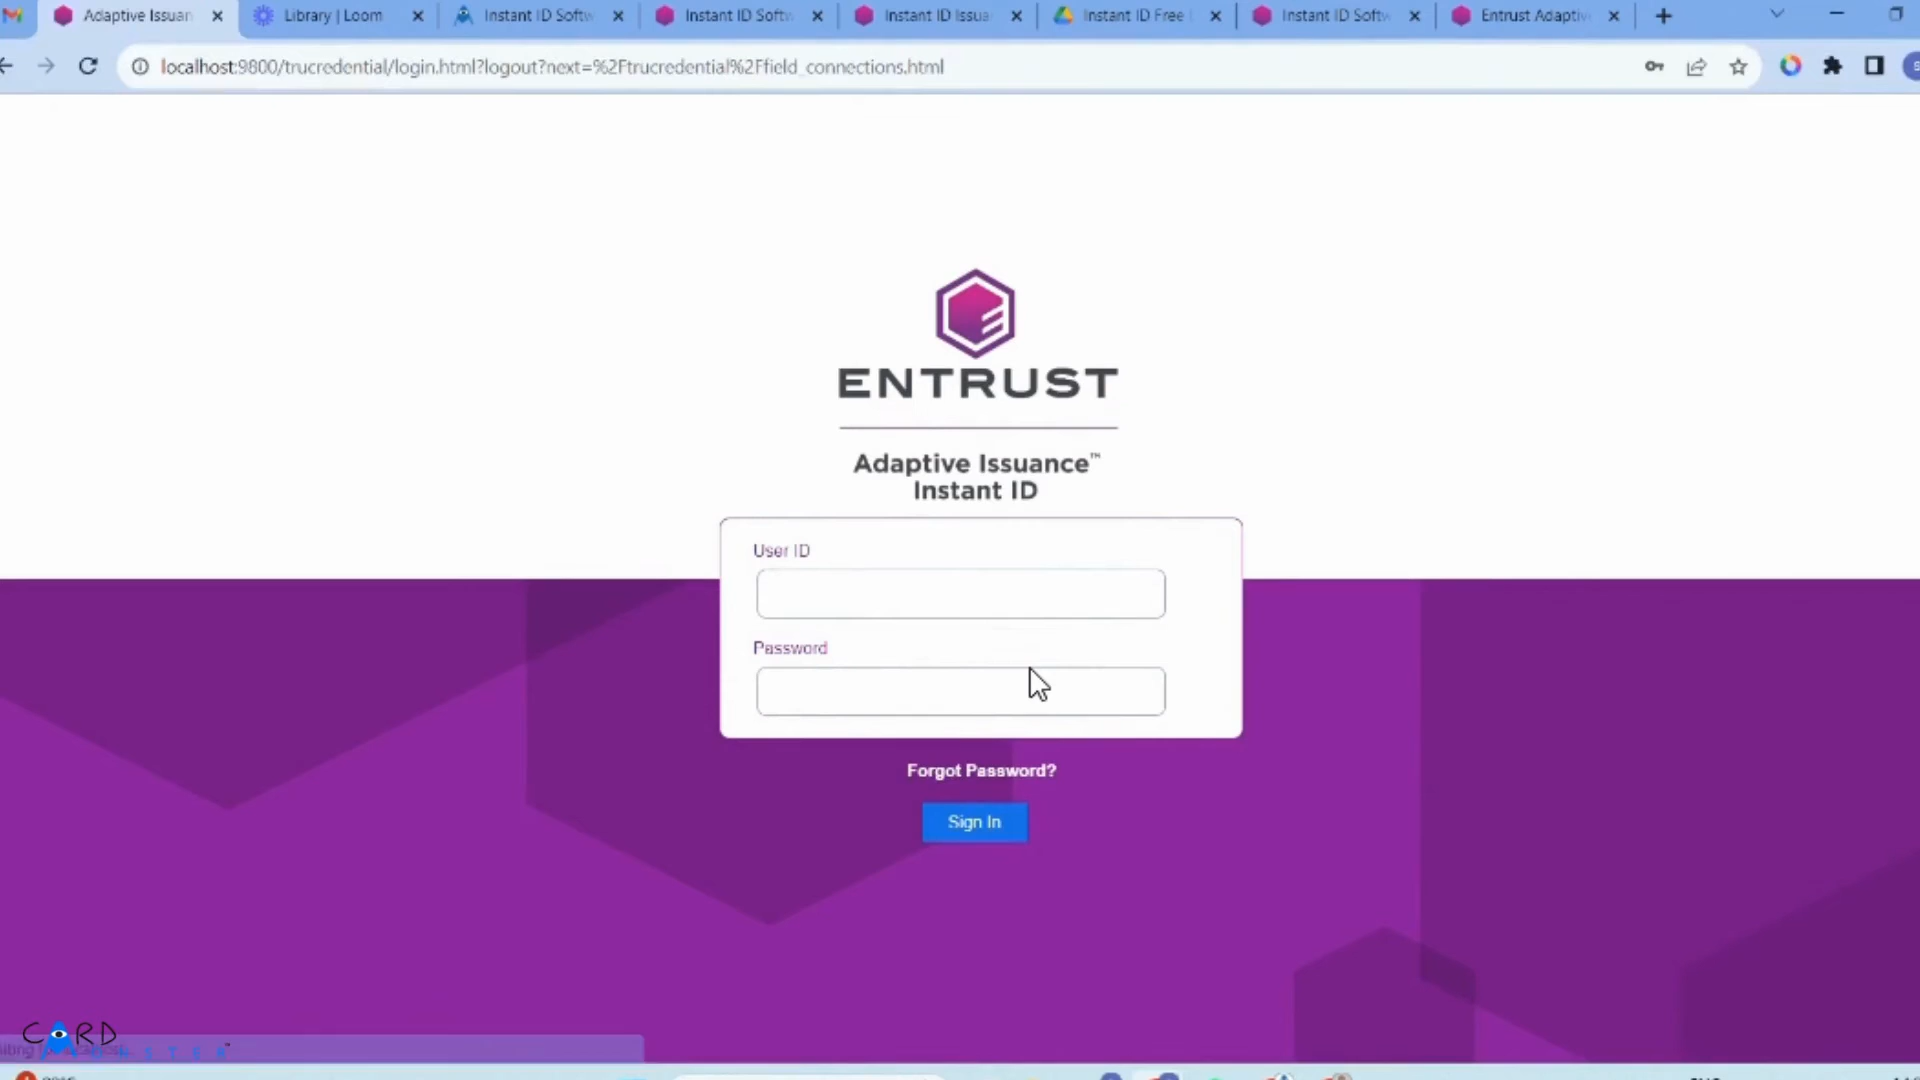 Adaptive Issuan
Library | Loom
Instant ID Softw
Instant ID Softw
Instant ID Issua
Instant ID Free
Instant ID Softw
Entrust Adaptiv
localhost:9800/trucredential/login.html?logout?next=%2Ftrucredential%2Ffield_connections.html
ENTRUST
Adaptive Issuance™
Instant ID
User ID
Password
Forgot Password?
Sign In
CARD